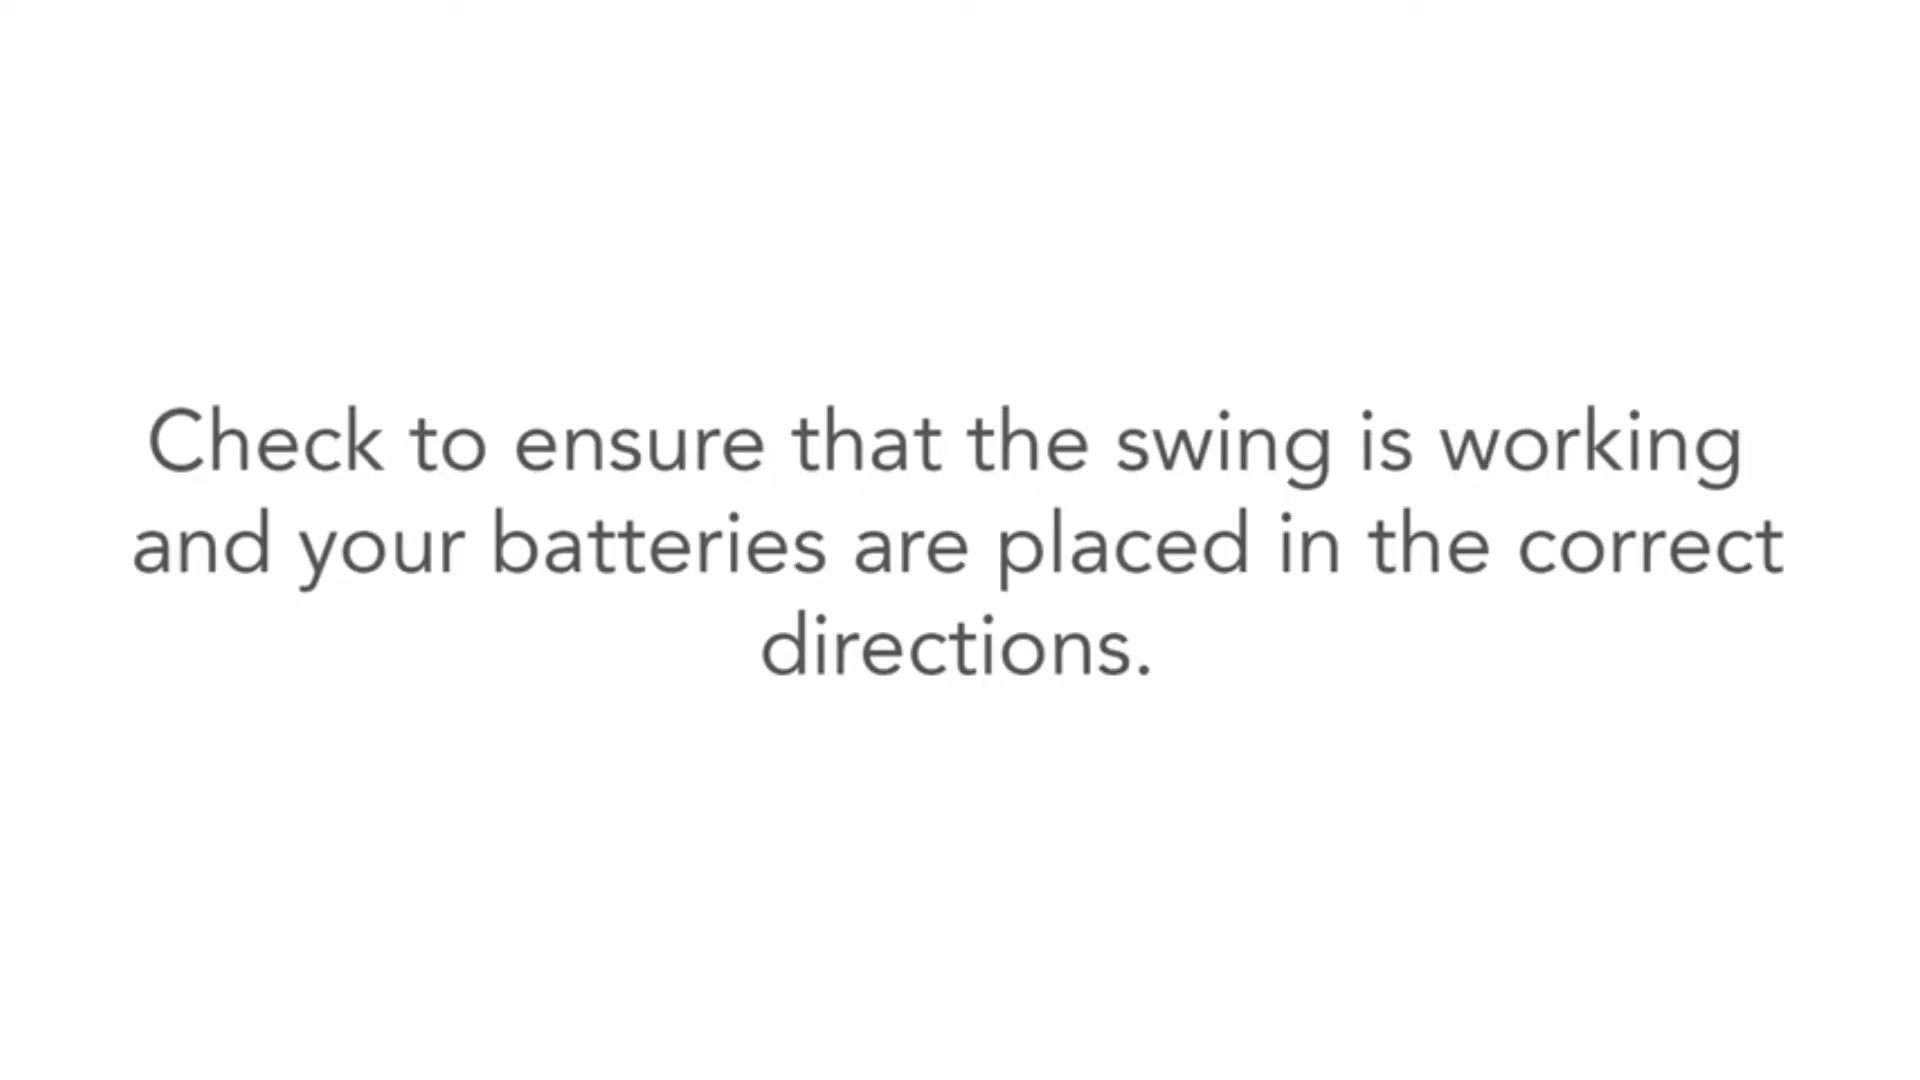 Check to ensure that the swing is working
and your batteries are placed in the correct
directions.